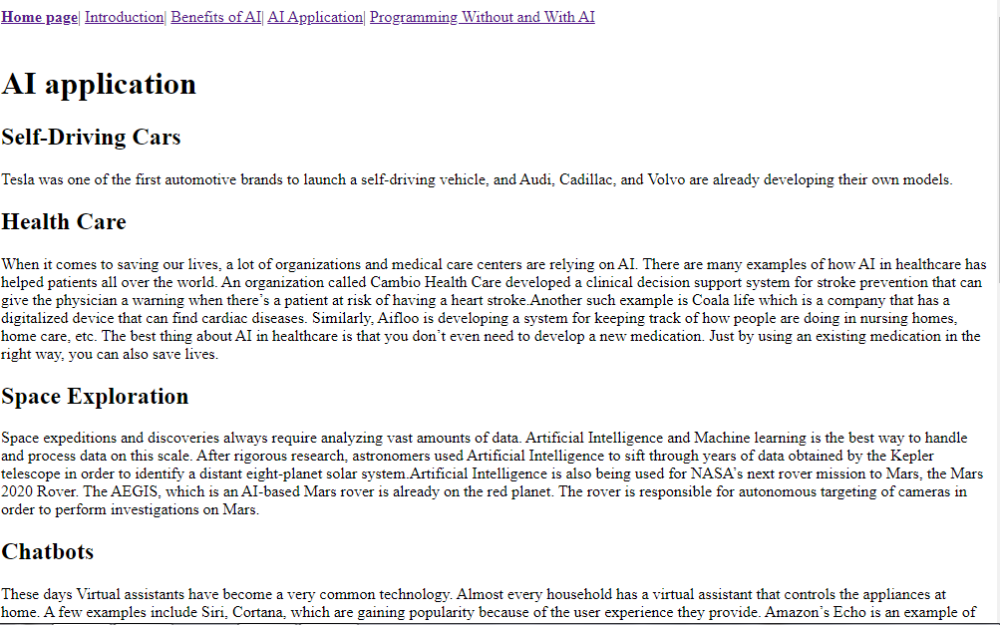 Home page| Introduction| Benefits of AI| AI Application| Programming Without and With AI
AI application
Self-Driving Cars
Tesla was one of the first automotive brands to launch a self-driving vehicle, and Audi, Cadillac, and Volvo are already developing their own models.
Health Care
When it comes to saving our lives, a lot of organizations and medical care centers are relying on AI. There are many examples of how AI in healthcare has
helped patients all over the world. An organization called Cambio Health Care developed a clinical decision support system for stroke prevention that can
give the physician a warning when there’s a patient at risk of having a heart stroke.Another such example is Coala life which is a company that has a
digitalized device that can find cardiac diseases. Similarly, Aifloo is developing a system for keeping track of how people are doing in nursing homes,
home care, etc. The best thing about AI in healthcare is that you don’t even need to develop a new medication. Just by using an existing medication in the
right way, you can also save lives.
Space Exploration
Space expeditions and discoveries always require analyzing vast amounts of data. Artificial Intelligence and Machine learning is the best way to handle
and process data on this scale. After rigorous research, astronomers used Artificial Intelligence to sift through years of data obtained by the Kepler
telescope in order to identify a distant eight-planet solar system.Artificial Intelligence is also being used for NASA’s next rover mission to Mars, the Mars
2020 Rover. The AEGIS, which is an AI-based Mars rover is already on the red planet. The rover is responsible for autonomous targeting of cameras in
order to perform investigations on Mars.
Chatbots
These days Virtual assistants have become a very common technology. Almost every household has a virtual assistant that controls the appliances at
home. A few examples include Siri, Cortana, which are gaining popularity because of the user experience they provide. Amazon’s Echo is an example of